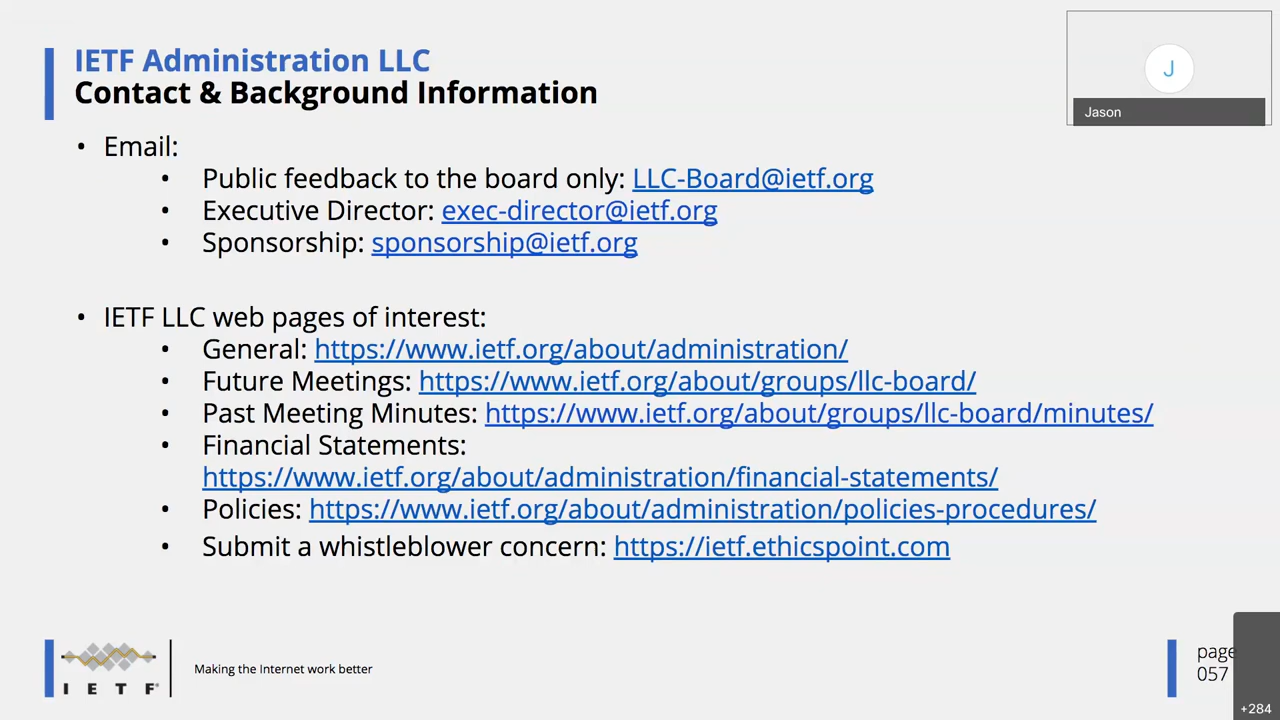 IETF Administration LLC
Contact & Background Information
J
Jason
• Email:
• Public feedback to the board only: LLC-Board@ietf.org
• Executive Director: exec-director@ietf.org
• Sponsorship: sponsorship@ietf.org
• IETF LLC web pages of interest:
• General: https://www.ietf.org/about/administration/
• Future Meetings: https://www.ietf.org/about/groups/llc-board/
• Past Meeting Minutes: https://www.ietf.org/about/groups/llc-board/minutes/
• Financial Statements:
https://www.ietf.org/about/administration/financial-statements/
• Policies: https://www.ietf.org/about/administration/policies-procedures/
• Submit a whistleblower concern: https://ietf.ethicspoint.com
I E T F®
Making the Internet work better
page
057
+284